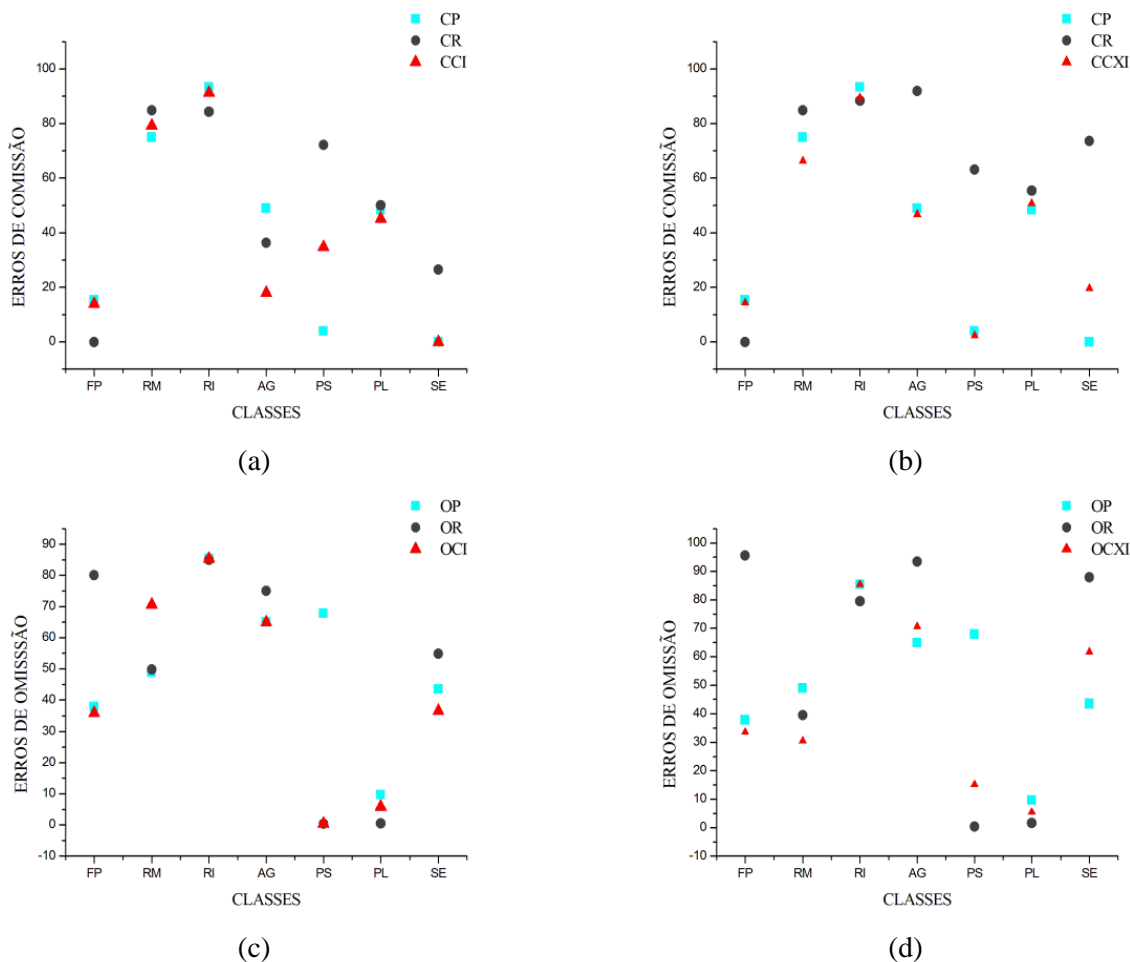 CP
CR
CCI
ERROS DE COMISSÃO
100
80
60
40
20
0
FP RM RI AG PS PL SE
CLASSES
(a)
CP
CR
CCXI
ERROS DE COMISSÃO
100
80
60
40
20
0
FP RM RI AG PS PL SE
CLASSES
(b)
OP
OR
OCI
ERROS DE OMISSSÃO
90
80
70
60
50
40
30
20
10
0
-10
FP RM RI AG PS PL SE
CLASSES
(c)
OP
OR
OCXI
ERROS DE OMISSÃO
100
90
80
70
60
50
40
30
20
10
0
-10
FP RM RI AG PS PL SE
CLASSES
(d)